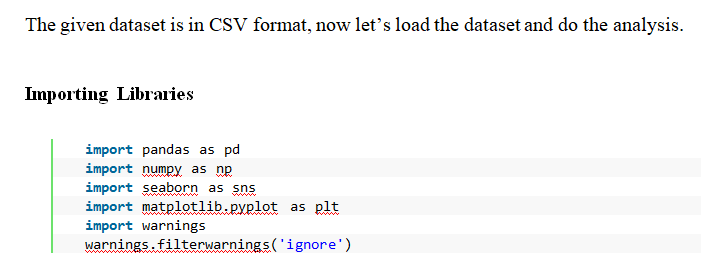 The given dataset is in CSV format, now let’s load the dataset and do the analysis.
Importing Libraries
import pandas as pd
import numpy as np
import seaborn as sns
import matplotlib.pyplot as plt
import warnings
warnings.filterwarnings('ignore')